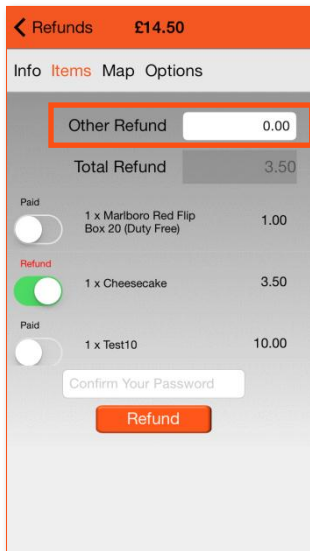 Refunds £14.50
Info Items Map Options
Other Refund 0.00
Total Refund 3.50
Paid
1 x Marlboro Red Flip
Box 20 (Duty Free) 1.00
Refund
1 x Cheesecake 3.50
Paid
1 x Test10 10.00
Confirm Your Password
Refund